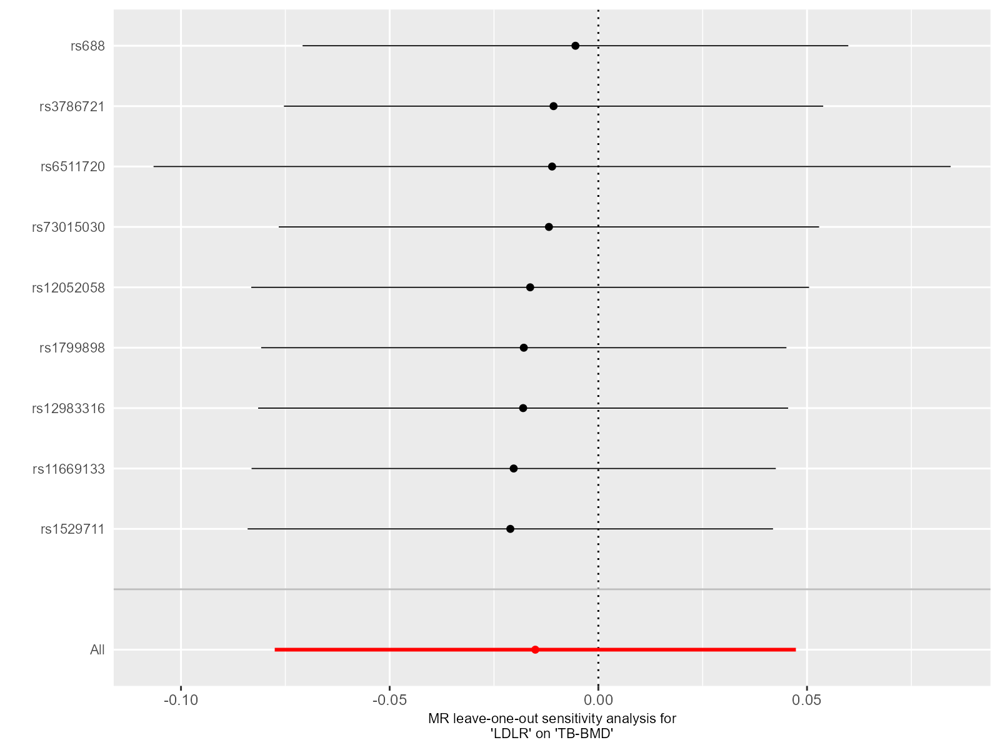 rs688
rs3786721
rs6511720
rs73015030
rs12052058
rs1799898
rs12983316
rs11669133
rs1529711
All
-0.10 -0.05 0.00 0.05
MR leave-one-out sensitivity analysis for
'LDLR' on 'TB-BMD'